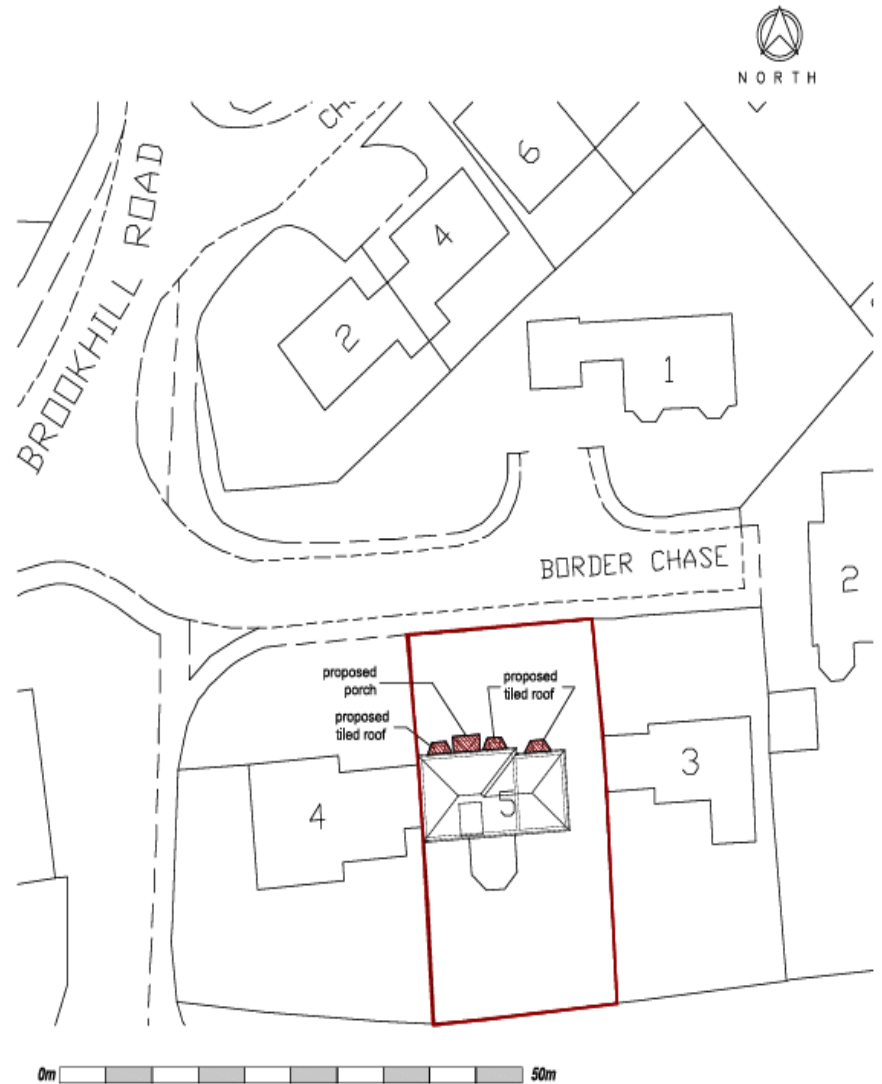 NORTH
6
4
BROOKHILL ROAD
2
1
BORDER CHASE
2
proposed
porch
proposed
tiled roof
proposed
tiled roof
3
5
4
0m
50m